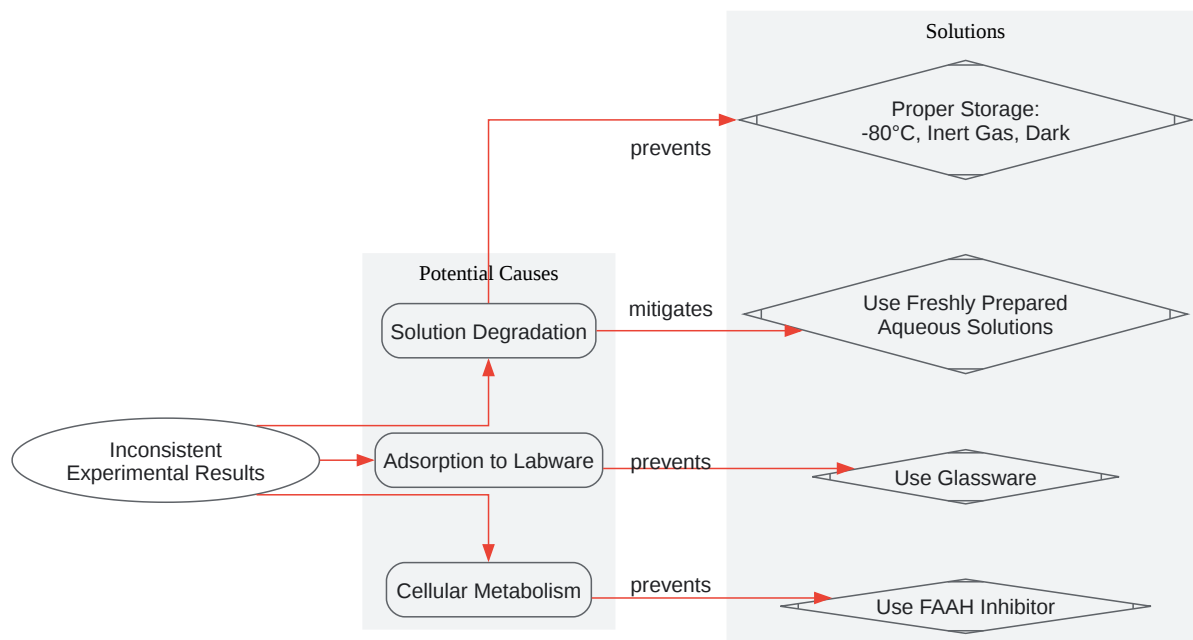 Solutions
Proper Storage:
-80°C, Inert Gas, Dark
prevents
Potential Causes
Solution Degradation
mitigates
Use Freshly Prepared
Aqueous Solutions
Inconsistent
Experimental Results
Adsorption to Labware
prevents
Use Glassware
Cellular Metabolism
prevents
Use FAAH Inhibitor